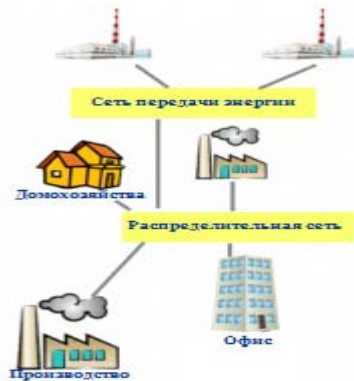 Сеть передачи энергии
Домохозяйства
Распределительная сеть
Офис
Производство